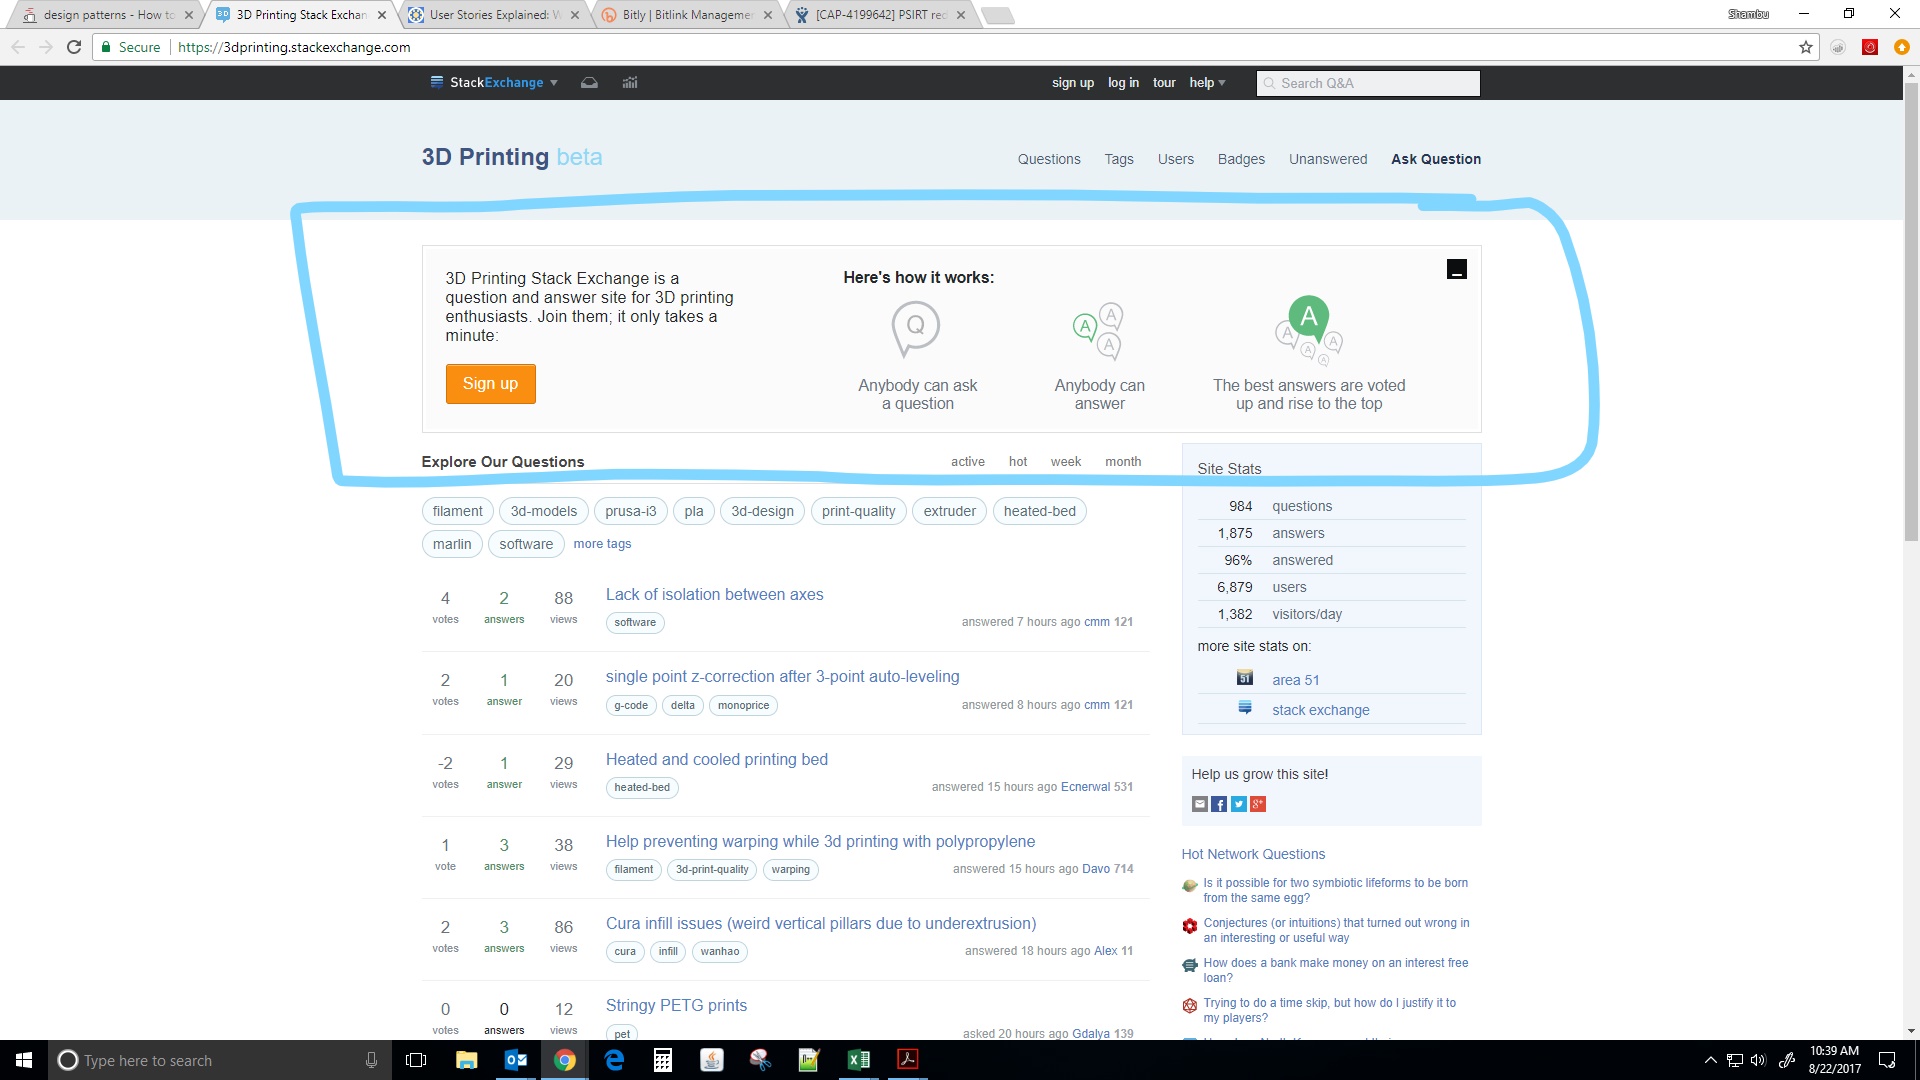 design patterns - How to
3D Printing Stack Exchan
User Stories Explained: W
Bitly | Bitlink Managemen
[CAP-4199642] PSIRT rec
Shambu
Secure
https://3dprinting.stackexchange.com
StackExchange
sign up
log in
tour
help
Search Q&A
3D Printing beta
Questions
Tags
Users
Badges
Unanswered
Ask Question
3D Printing Stack Exchange is a
question and answer site for 3D printing
enthusiasts. Join them; it only takes a
minute:
Sign up
Here's how it works:
Q
Anybody can ask
a question
A
A
A
Anybody can
answer
A
A
A
A
A
The best answers are voted
up and rise to the top
Explore Our Questions
active
hot
week
month
filament
3d-models
prusa-i3
pla
3d-design
print-quality
extruder
heated-bed
marlin
software
more tags
4
votes
2
answers
88
views
Lack of isolation between axes
software
answered 7 hours ago cmm 121
2
votes
1
answer
20
views
single point z-correction after 3-point auto-leveling
g-code
delta
monoprice
answered 8 hours ago cmm 121
-2
votes
1
answer
29
views
Heated and cooled printing bed
heated-bed
answered 15 hours ago Ecnerwal 531
1
vote
3
answers
38
views
Help preventing warping while 3d printing with polypropylene
filament
3d-print-quality
warping
answered 15 hours ago Davo 714
2
votes
3
answers
86
views
Cura infill issues (weird vertical pillars due to underextrusion)
cura
infill
wanhao
answered 18 hours ago Alex 11
0
votes
0
answers
12
views
Stringy PETG prints
pet
asked 20 hours ago Gdalya 139
Site Stats
984 questions
1,875 answers
96% answered
6,879 users
1,382 visitors/day
more site stats on:
51
area 51
stack exchange
Help us grow this site!
Hot Network Questions
Is it possible for two symbiotic lifeforms to be born
from the same egg?
Conjectures (or intuitions) that turned out wrong in
an interesting or useful way
How does a bank make money on an interest free
loan?
Trying to do a time skip, but how do I justify it to
my players?
Type here to search
10:39 AM
8/22/2017